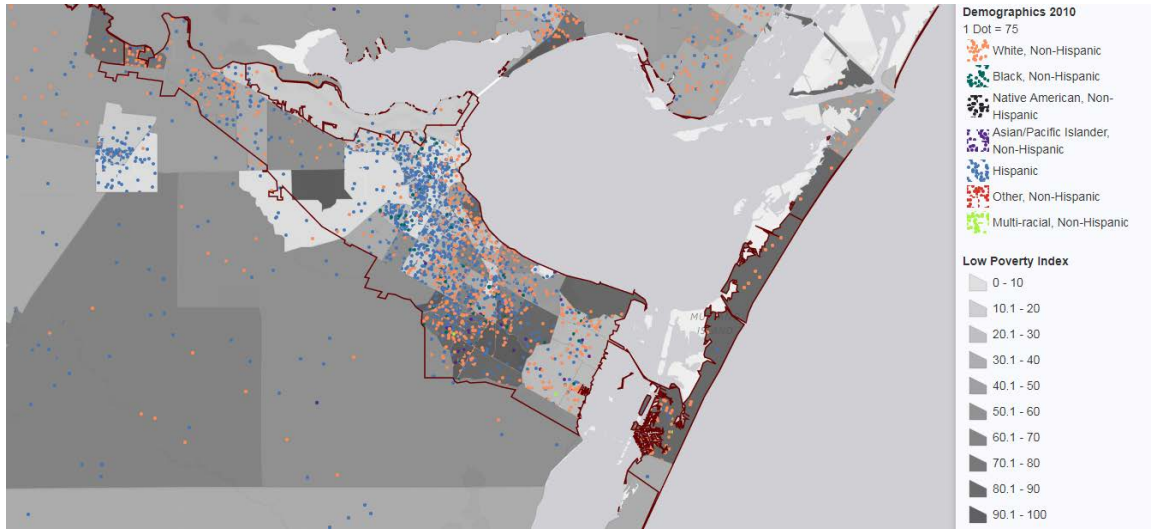 Demographics 2010
1 Dot = 75
White, Non-Hispanic
Black, Non-Hispanic
Native American, Non-
Hispanic
Asian/Pacific Islander,
Non-Hispanic
Hispanic
Other, Non-Hispanic
Multi-racial, Non-Hispanic
Low Poverty Index
0 - 10
10.1 - 20
20.1 - 30
30.1 - 40
40.1 - 50
50.1 - 60
60.1 - 70
70.1 - 80
80.1 - 90
90.1 - 100